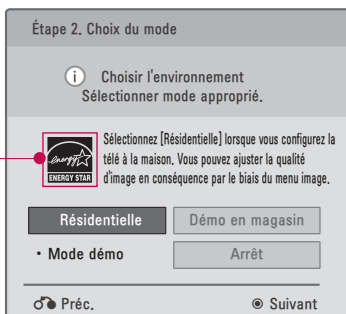 Étape 2. Choix du mode
i Choisir l'environnement
Sélectionner mode approprié.
Sélectionnez [Résidentielle] lorsque vous configurez la
télé à la maison. Vous pouvez ajuster la qualité
d'image en conséquence par le biais du menu image.
energy
ENERGY STAR
Résidentielle Démo en magasin
• Mode démo Arrêt
Préc. Suivant